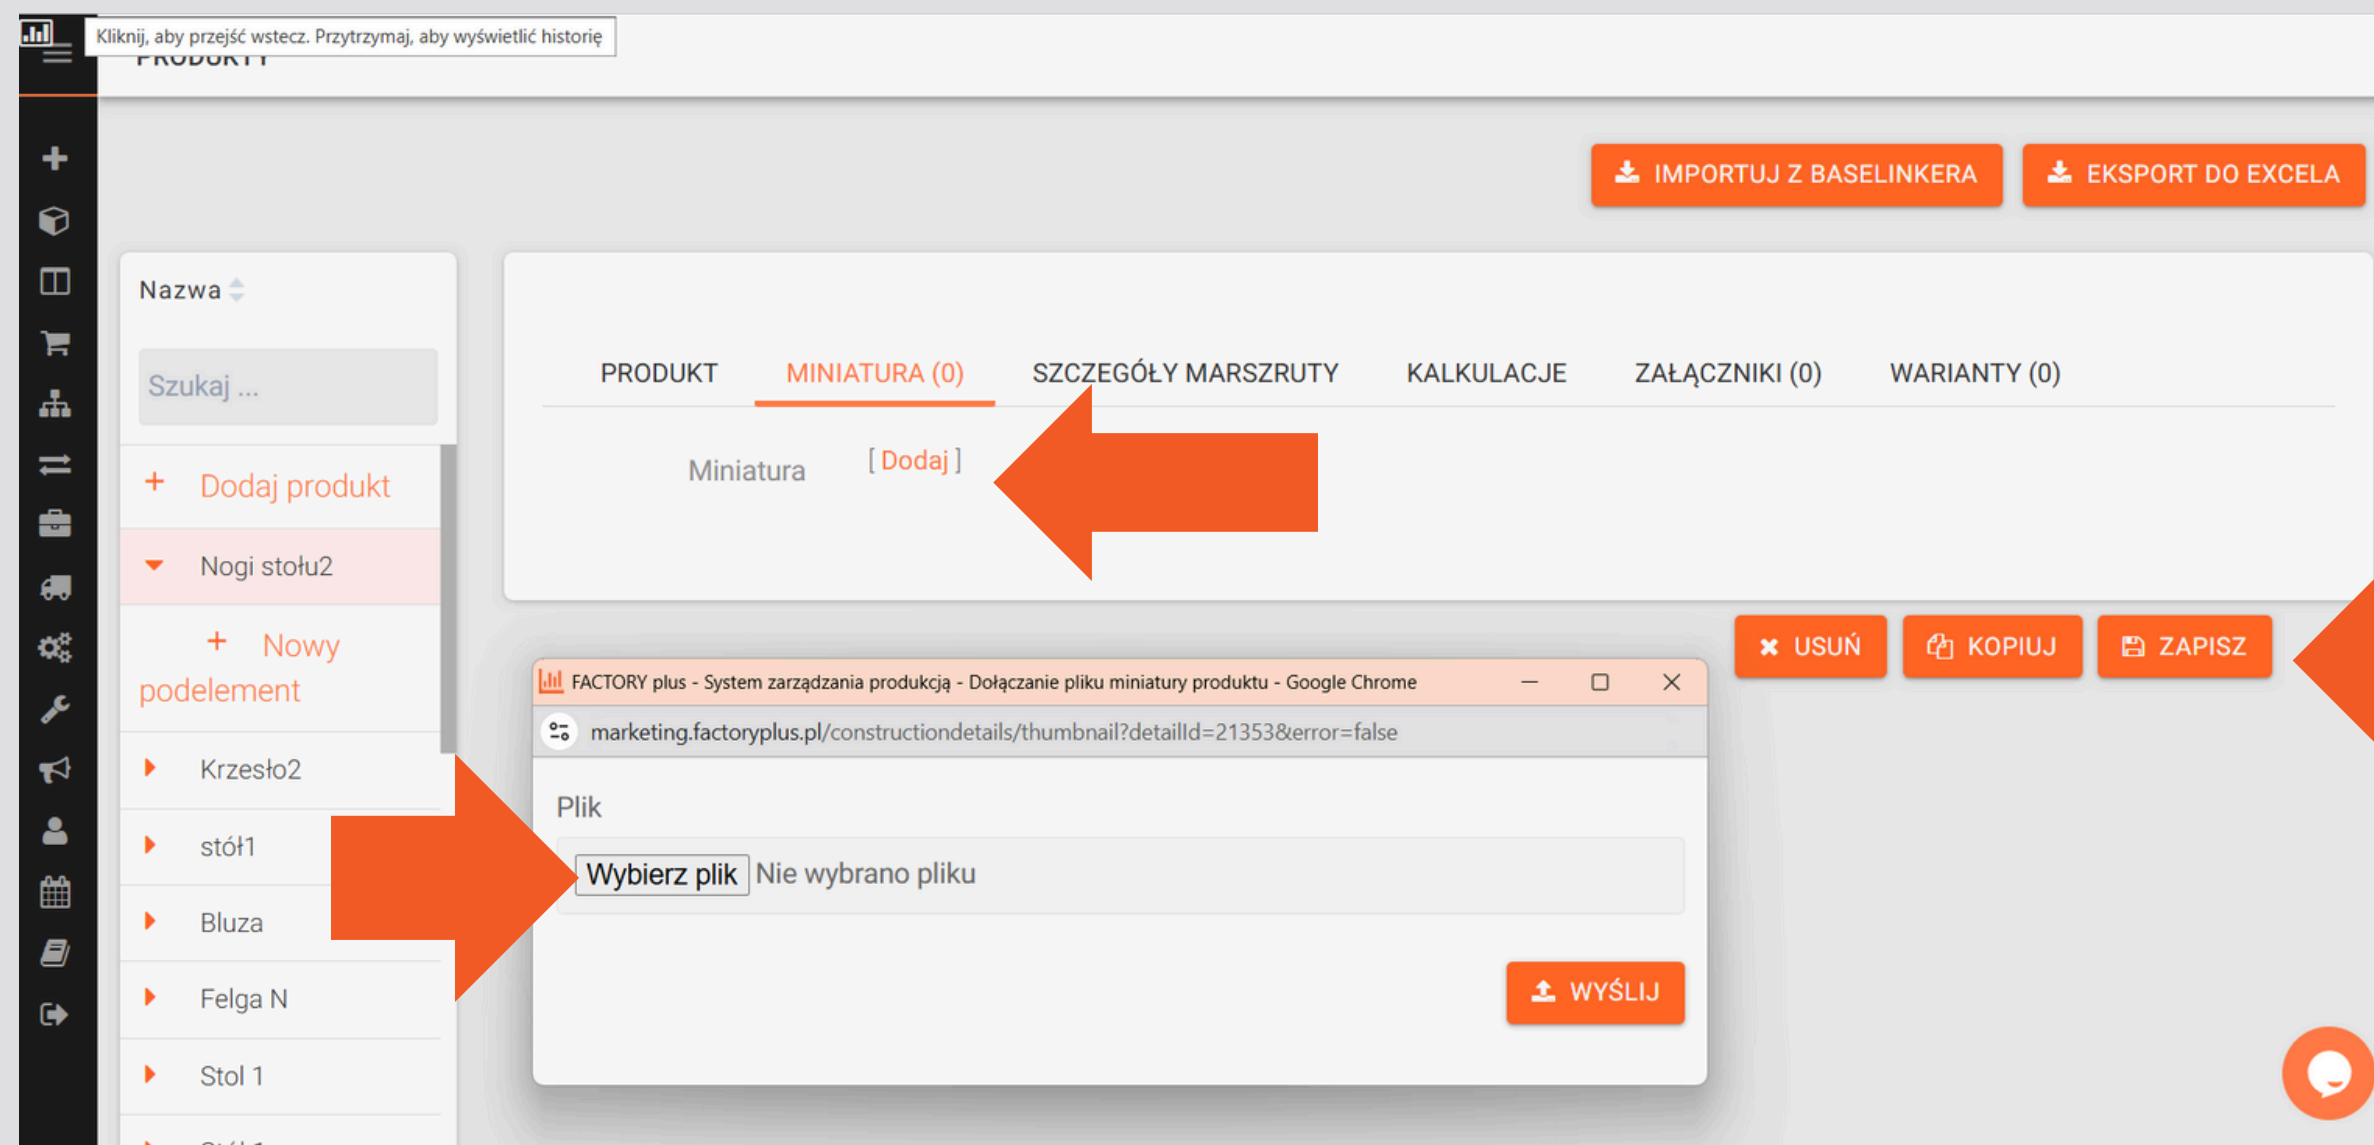 Kliknij, aby przejść wstecz. Przytrzymaj, aby wyświetlić historię
PRODUKTY
IMPORTUJ Z BASELINKERA
EKSPORT DO EXCELA
Nazwa
Szukaj ...
+ Dodaj produkt
Nogi stołu2
+ Nowy
podelement
Krzesło2
stół1
Bluza
Felga N
Stol 1
PRODUKT MINIATURA (0) SZCZEGÓŁY MARSZRUTY KALKULACJE ZAŁĄCZNIKI (0) WARIANTY (0)
Miniatura [ Dodaj ]
USUŃ KOPIUJ ZAPISZ
FACTORY plus - System zarządzania produkcją - Dołączanie pliku miniatury produktu - Google Chrome
marketing.factoryplus.pl/constructiondetails/thumbnail?detailId=21353&error=false
Plik
Wybierz plik Nie wybrano pliku
WYŚLIJ